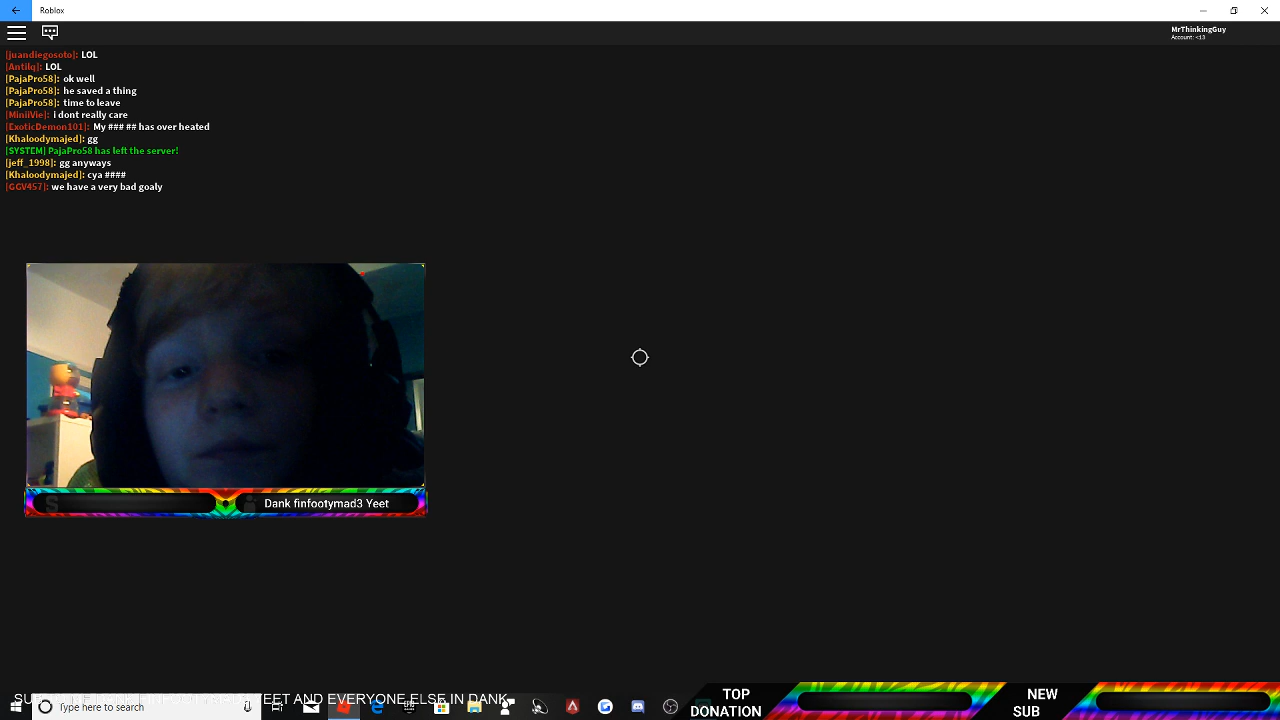 Roblox
MrThinkingGuy
Account: <13
[juandiegosoto]: LOL
[Antilq]: LOL
[PajaPro58]: ok well
[PajaPro58]: he saved a thing
[PajaPro58]: time to leave
[MiniiVie]: i dont really care
[ExoticDemon101]: My ### ## has over heated
[Khaloodymajed]: gg
[SYSTEM] PajaPro58 has left the server!
[jeff_1998]: gg anyways
[Khaloodymajed]: cya ####
[GGV457]: we have a very bad goaly
Dank finfootymad3 Yeet
AND EVERYONE ELSE IN DANK
Type here to search
TOP
DONATION
NEW
SUB